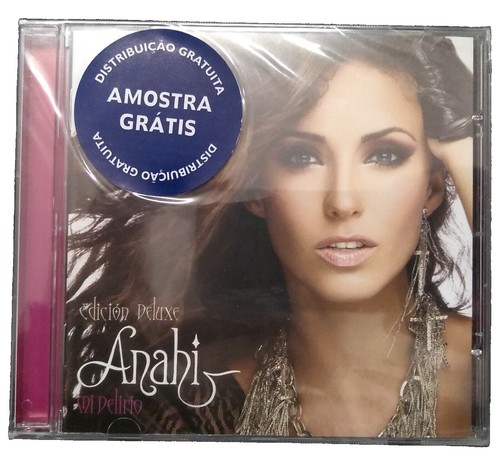 DISTRIBUIÇÃO GRATUITA
AMOSTRA
GRÁTIS
DISTRIBUIÇÃO GRATUITA
edición Deluxe
Anahi
Mi Delirio